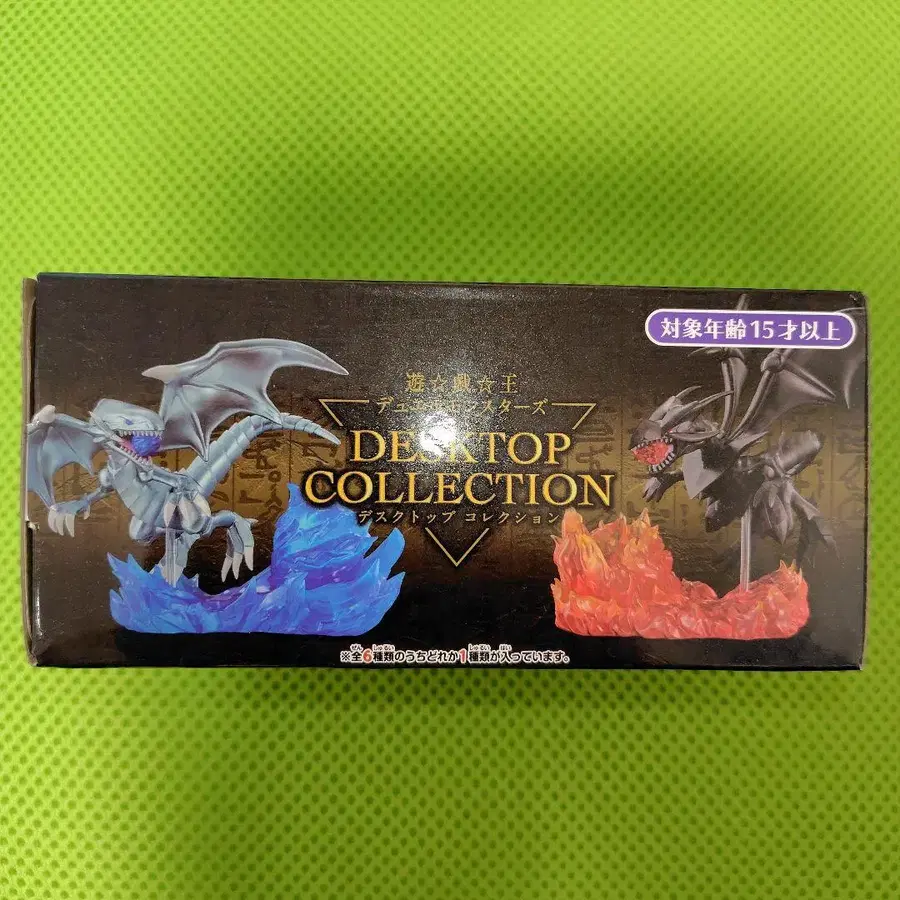 対象年齢15才以上
遊☆戯☆王
デュエルモンスターズ
DESKTOP
COLLECTION
デスクトップ コレクション
※全6種類のうちどれか1種類が入っています。